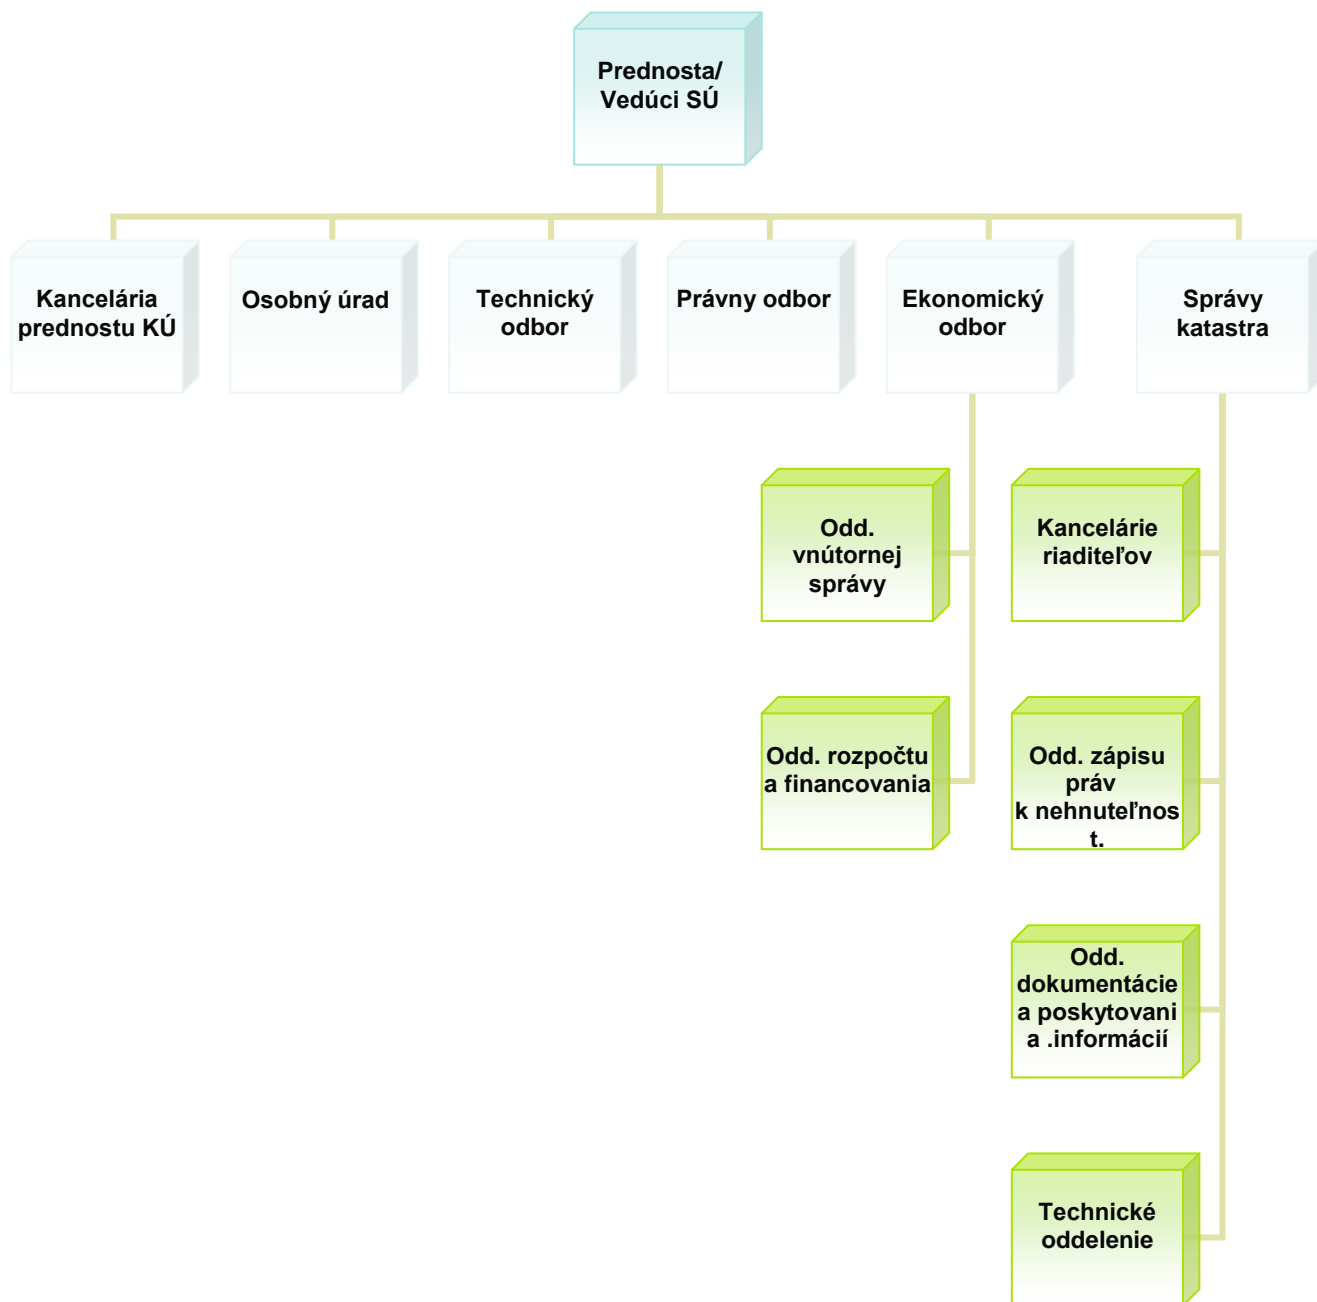 Prednosta/
Vedúci SÚ
Kancelária
prednostu KÚ
Osobný úrad
Technický
odbor
Právny odbor
Ekonomický
odbor
Správy
katastra
Odd.
vnútornej
správy
Kancelárie
riaditeľov
Odd. rozpočtu
a financovania
Odd. zápisu
práv
k nehnuteľnos
t.
Odd.
dokumentácie
a poskytovani
a .informácií
Technické
oddelenie